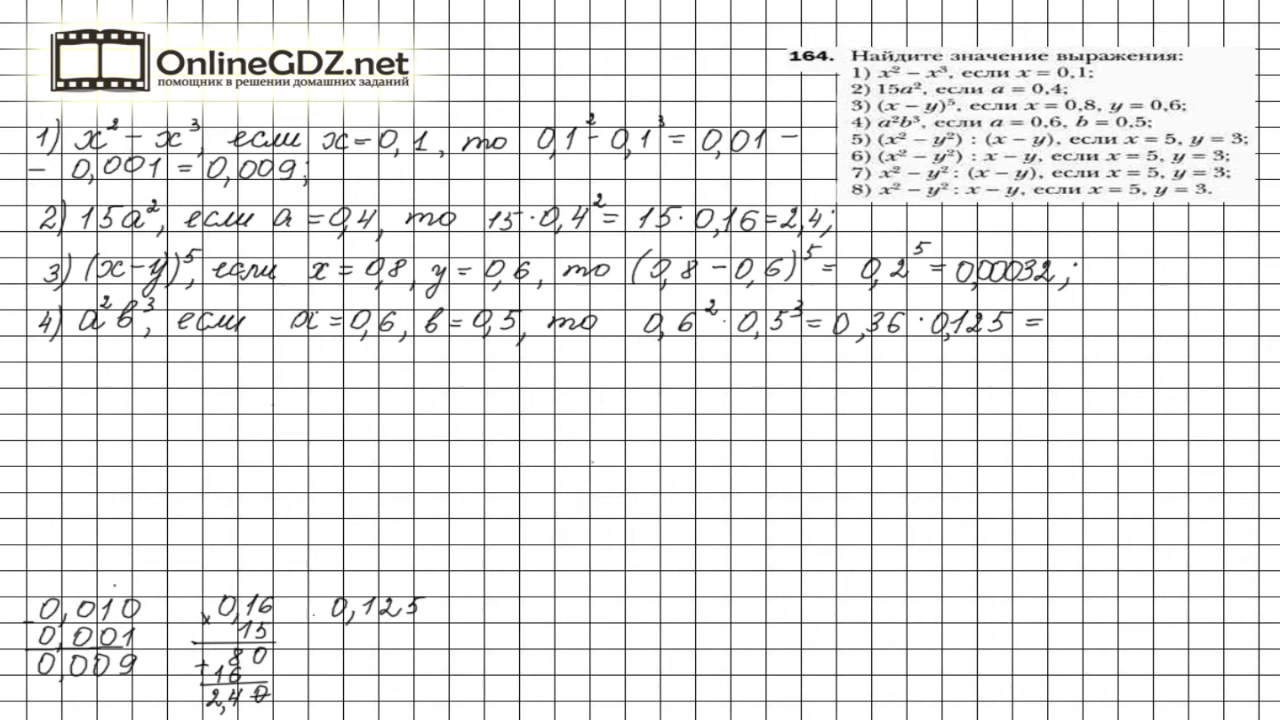 OnlineGDZ.net
помощник в решении домашних заданий
164. Найдите значение выражения:
1) x² − x³, если x = 0,1;
2) 15a², если a = 0,4;
3) (x − y)⁵, если x = 0,8, y = 0,6;
4) a²b³, если a = 0,6, b = 0,5;
5) (x² − y²) : (x − y), если x = 5, y = 3;
6) (x² − y²) : x − y, если x = 5, y = 3;
7) x² − y² : (x − y), если x = 5, y = 3;
8) x² − y² : x − y, если x = 5, y = 3.
1) x² − x³, если x = 0,1, то 0,1² − 0,1³ = 0,01 −
− 0,001 = 0,009;
2) 15a², если a = 0,4, то 15 · 0,4² = 15 · 0,16 = 2,4;
3) (x−y)⁵, если x = 0,8, y = 0,6, то (0,8 − 0,6)⁵ = 0,2⁵ = 0,00032;
4) a²b³, если a = 0,6, b = 0,5, то 0,6² · 0,5³ = 0,36 · 0,125 =
− 0,010
0,001
0,009
× 0,16
15
+ 80
16
2,40
0,125